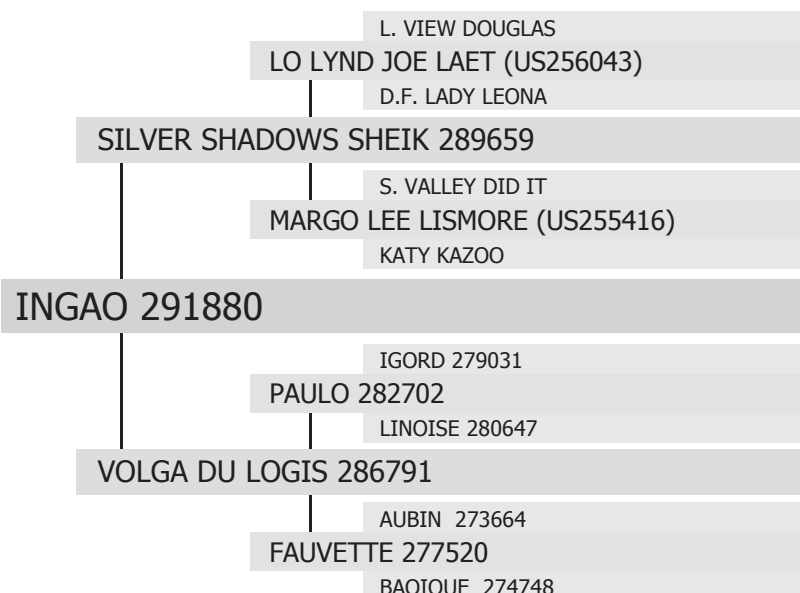 L. VIEW DOUGLAS
LO LYND JOE LAET (US256043)
D.F. LADY LEONA
SILVER SHADOWS SHEIK 289659
S. VALLEY DID IT
MARGO LEE LISMORE (US255416)
KATY KAZOO
INGAO 291880
IGORD 279031
PAULO 282702
LINOISE 280647
VOLGA DU LOGIS 286791
AUBIN 273664
FAUVETTE 277520
274748